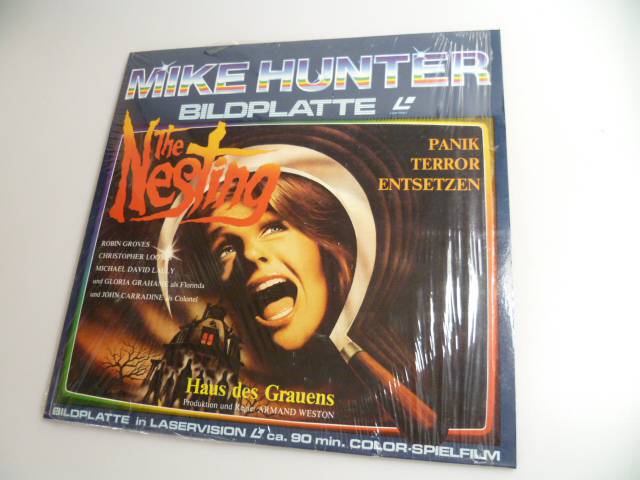 MIKE HUNTER
BILDPLATTE
The
Nesting
PANIK
TERROR
ENTSETZEN
ROBIN GROVES
CHRISTOPHER
MICHAEL DAVID LALLY
und GLORIA GRAHAME als Florinda
und JOHN CARRADINE als Colonel
Haus des Grauens
Produktion und Regie: ARMAND WESTON
BILDPLATTE in LASERVISION ca. 90 min. COLOR-SPIELFILM